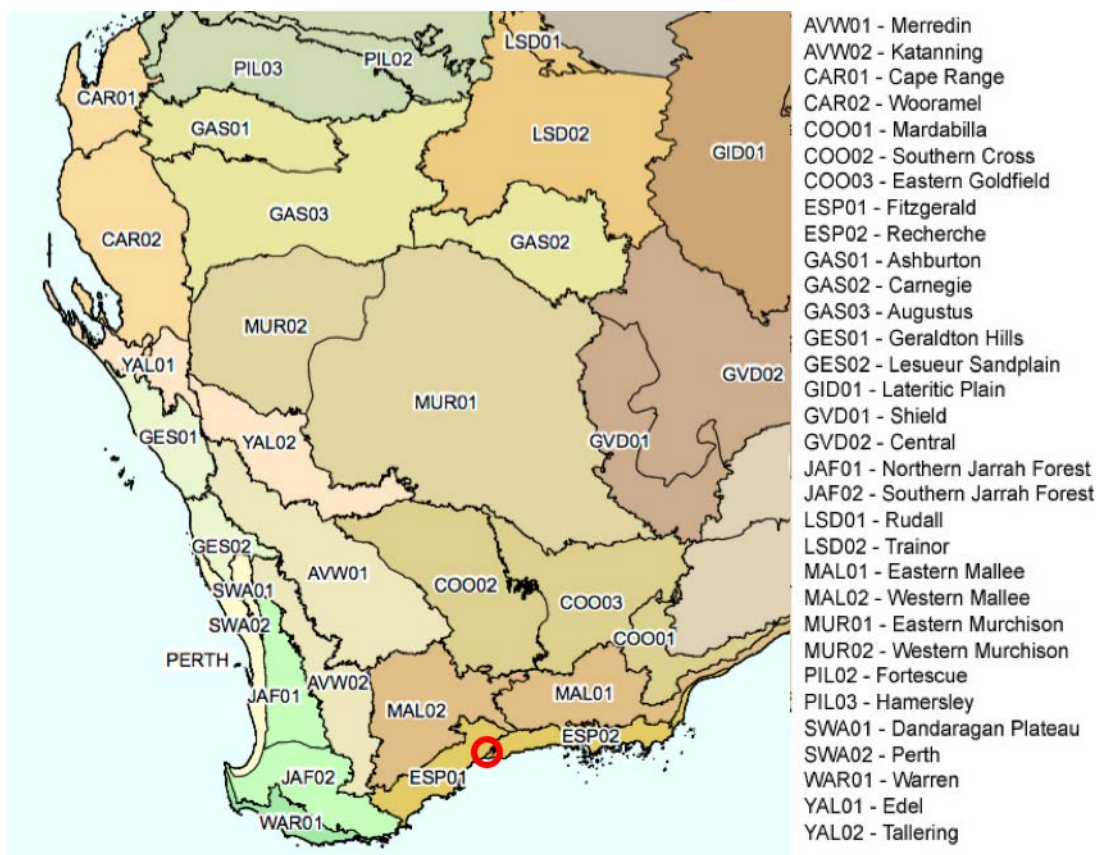 LSD01
PIL02
PIL03
CAR01
GAS01
LSD02
GID01
GAS03
CAR02
GAS02
MUR02
YAL01
GVD02
MUR01
GES01
YAL02
GVD01
GES02
AVW01
COO02
SWA01
COO03
SWA02
COO01
PERTH
AVW02
JAF01
MAL01
MAL02
ESP02
JAF02
ESP01
WAR01
AVW01 - Merredin
AVW02 - Katanning
CAR01 - Cape Range
CAR02 - Wooramel
COO01 - Mardabilla
COO02 - Southern Cross
COO03 - Eastern Goldfield
ESP01 - Fitzgerald
ESP02 - Recherche
GAS01 - Ashburton
GAS02 - Carnegie
GAS03 - Augustus
GES01 - Geraldton Hills
GES02 - Lesueur Sandplain
GID01 - Lateritic Plain
GVD01 - Shield
GVD02 - Central
JAF01 - Northern Jarrah Forest
JAF02 - Southern Jarrah Forest
LSD01 - Rudall
LSD02 - Trainor
MAL01 - Eastern Mallee
MAL02 - Western Mallee
MUR01 - Eastern Murchison
MUR02 - Western Murchison
PIL02 - Fortescue
PIL03 - Hamersley
SWA01 - Dandaragan Plateau
SWA02 - Perth
WAR01 - Warren
YAL01 - Edel
YAL02 - Tallering